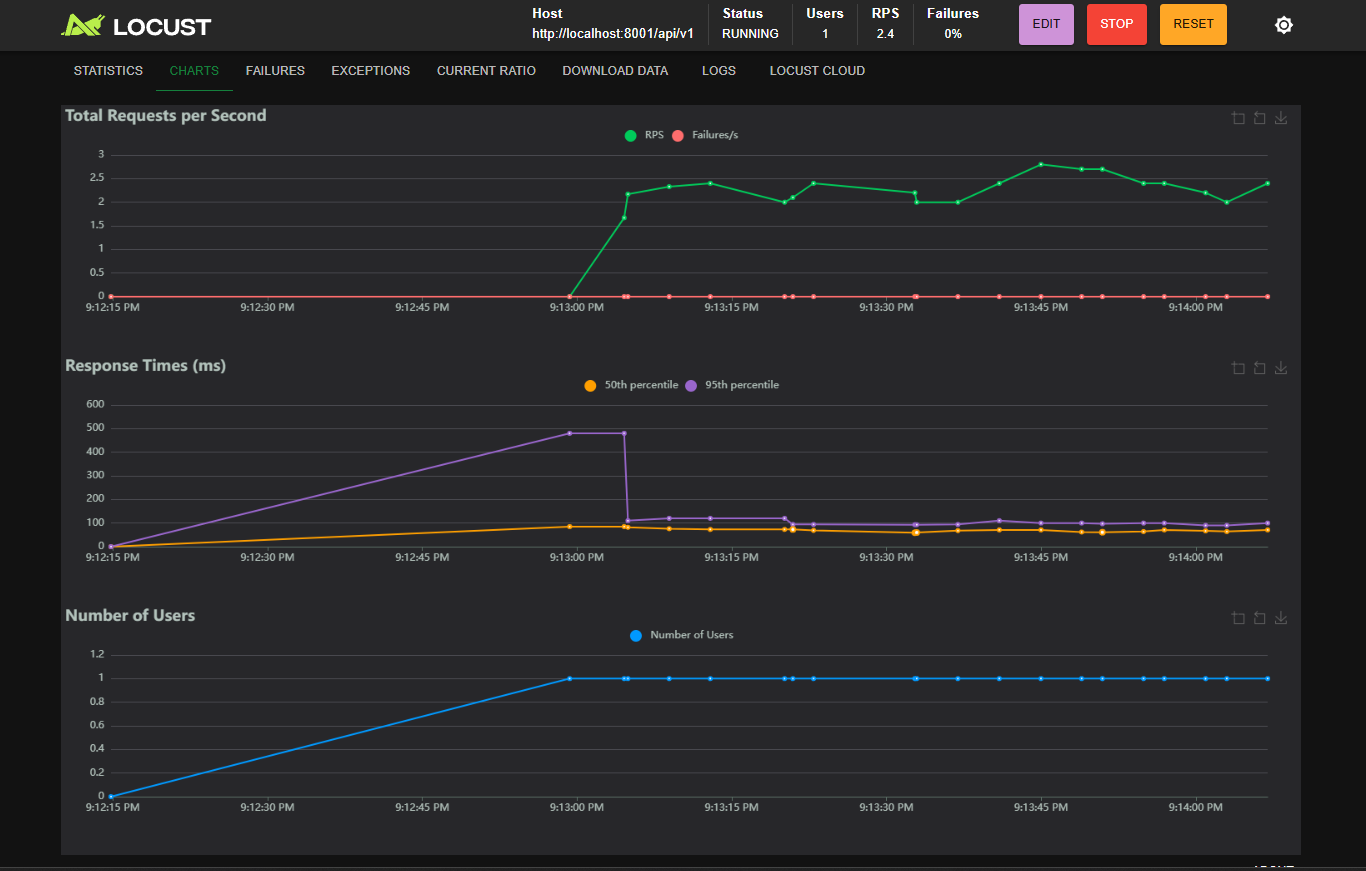 LOCUST
Host
http://localhost:8001/api/v1
Status
RUNNING
Users
1
RPS
2.4
Failures
0%
EDIT
STOP
RESET
STATISTICS CHARTS FAILURES EXCEPTIONS CURRENT RATIO DOWNLOAD DATA LOGS LOCUST CLOUD
Total Requests per Second
RPS Failures/s
3
2.5
2
1.5
1
0.5
0
9:12:15 PM 9:12:30 PM 9:12:45 PM 9:13:00 PM 9:13:15 PM 9:13:30 PM 9:13:45 PM 9:14:00 PM
Response Times (ms)
50th percentile 95th percentile
600
500
400
300
200
100
0
9:12:15 PM 9:12:30 PM 9:12:45 PM 9:13:00 PM 9:13:15 PM 9:13:30 PM 9:13:45 PM 9:14:00 PM
Number of Users
Number of Users
1.2
1
0.8
0.6
0.4
0.2
0
9:12:15 PM 9:12:30 PM 9:12:45 PM 9:13:00 PM 9:13:15 PM 9:13:30 PM 9:13:45 PM 9:14:00 PM